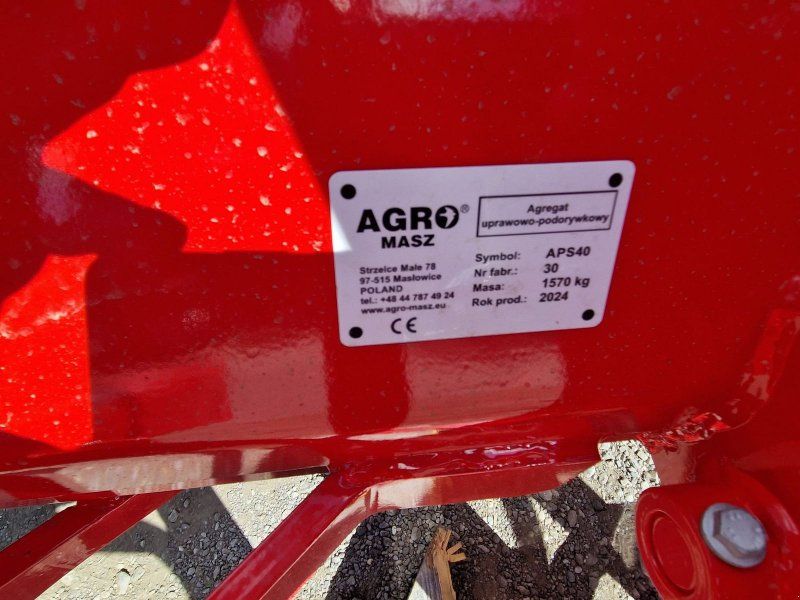 AGRO®
MASZ
Strzelce Małe 78
97-515 Masłowice
POLAND
tel.: +48 44 787 49 24
www.agro-masz.eu
CE
Agregat
uprawowo-podorywkowy
Symbol: APS40
Nr fabr.: 30
Masa: 1570 kg
Rok prod.: 2024